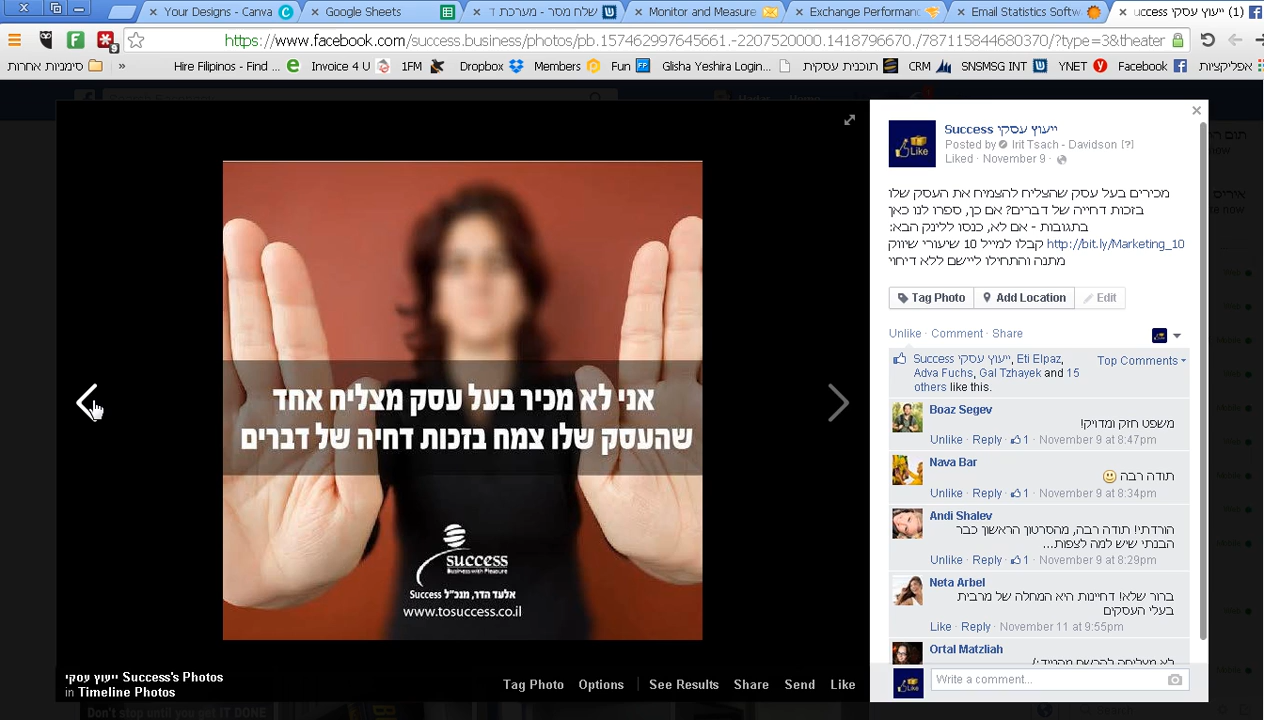 Your Designs - Canva
Google Sheets
שלח מסר - מערכת ד
Monitor and Measure
Exchange Performanc
Email Statistics Softw
(1) ייעוץ עסקי uccess
https://www.facebook.com/success.business/photos/pb.157462997645661.-2207520000.1418796670./787115844680370/?type=3&theater
סימניות אחרות
»
Hire Filipinos - Find ...
Invoice 4 U
1FM
Dropbox
Members
Fun
Glisha Yeshira Login...
תוכנית עסקית
CRM
SNSMSG INT
YNET
Facebook
אפליקציות
Success ייעוץ עסקי
Posted by Irit Tsach - Davidson [?]
Liked · November 9 ·
מכירים בעל עסק שהצליח להצמיח את העסק שלו
בזכות דחייה של דברים? אם כן, ספרו לנו כאן
בתגובות - אם לא, כנסו ללינק הבא:
http://bit.ly/Marketing_10 קבלו למייל 10 שיעורי שיווק
מתנה והתחילו ליישם ללא דיחוי
Tag Photo
Add Location
Edit
Unlike · Comment · Share
Success ייעוץ עסקי, Eti Elpaz,
Adva Fuchs, Gal Tzhayek and 15
others like this.
Top Comments
Boaz Segev
משפט חזק ומדויק!
Unlike · Reply · 1 · November 9 at 8:47pm
Nava Bar
תודה רבה
Unlike · Reply · 1 · November 9 at 8:34pm
Andi Shalev
הורדתי! תודה רבה, מהסרטון הראשון כבר
הבנתי שיש למה לצפות...
Unlike · Reply · 1 · November 9 at 8:29pm
Neta Arbel
ברור שלא! דחיינות היא המחלה של מרבית
בעלי העסקים
Like · Reply · November 11 at 9:55pm
Ortal Matzliah
Write a comment...
אני לא מכיר בעל עסק מצליח אחד
שהעסק שלו צמח בזכות דחיה של דברים
success
Business with Pleasure
אלעד הדר, מנכ"ל Success
www.tosuccess.co.il
ייעוץ עסקי Success's Photos
in Timeline Photos
Tag Photo
Options
See Results
Share
Send
Like
Don't stop until you get IT DONE